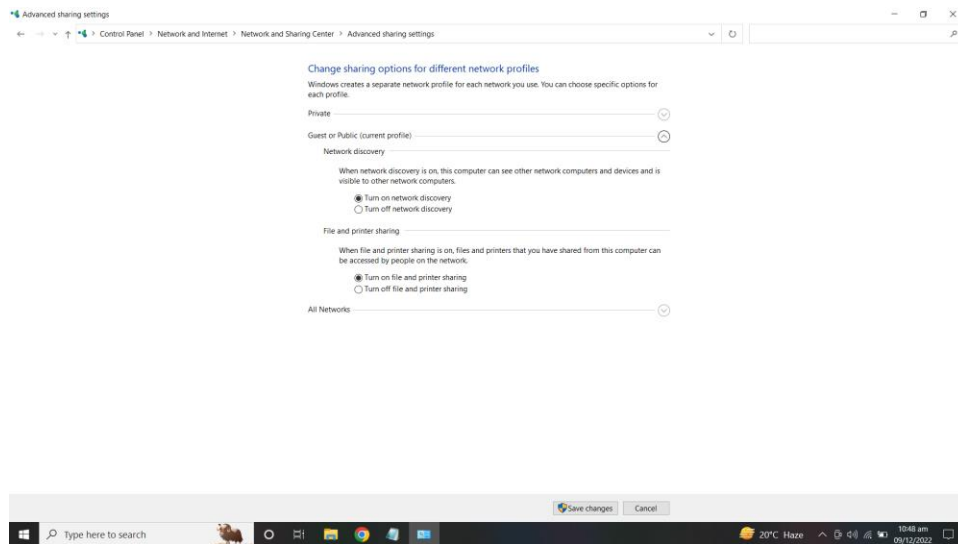 Advanced sharing settings
Control Panel > Network and Internet > Network and Sharing Center > Advanced sharing settings
Change sharing options for different network profiles
Windows creates a separate network profile for each network you use. You can choose specific options for
each profile.
Private
Guest or Public (current profile)
Network discovery
When network discovery is on, this computer can see other network computers and devices and is
visible to other network computers.
Turn on network discovery
Turn off network discovery
File and printer sharing
When file and printer sharing is on, files and printers that you have shared from this computer can
be accessed by people on the network.
Turn on file and printer sharing
Turn off file and printer sharing
All Networks
Save changes Cancel
Type here to search
20°C Haze
10:48 am
09/12/2022